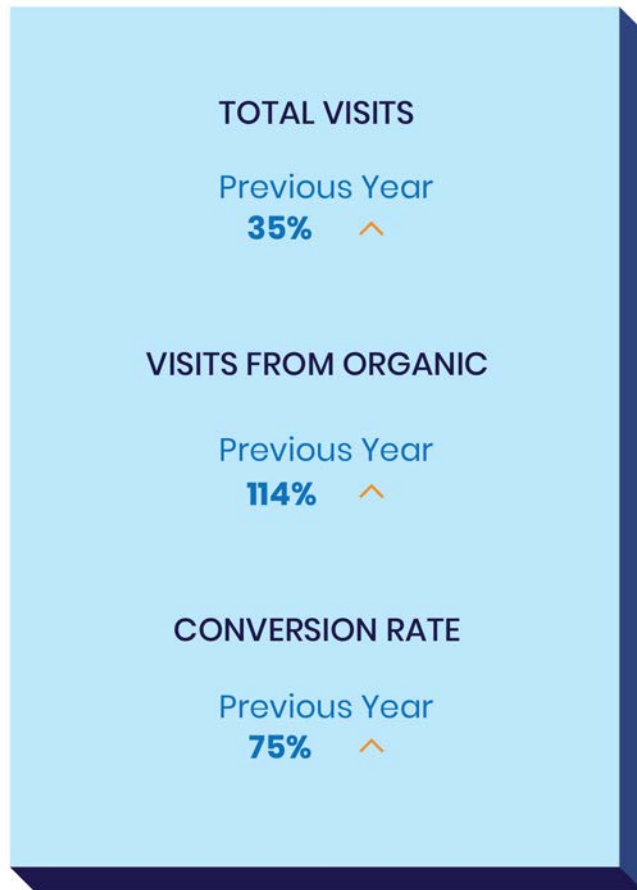 TOTAL VISITS
Previous Year
35%
VISITS FROM ORGANIC
Previous Year
114%
CONVERSION RATE
Previous Year
75%